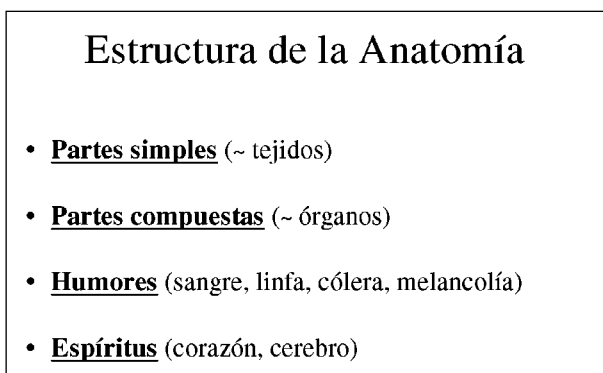 Estructura de la Anatomía
• Partes simples (~ tejidos)
• Partes compuestas (~ órganos)
• Humores (sangre, linfa, cólera, melancolía)
• Espíritus (corazón, cerebro)